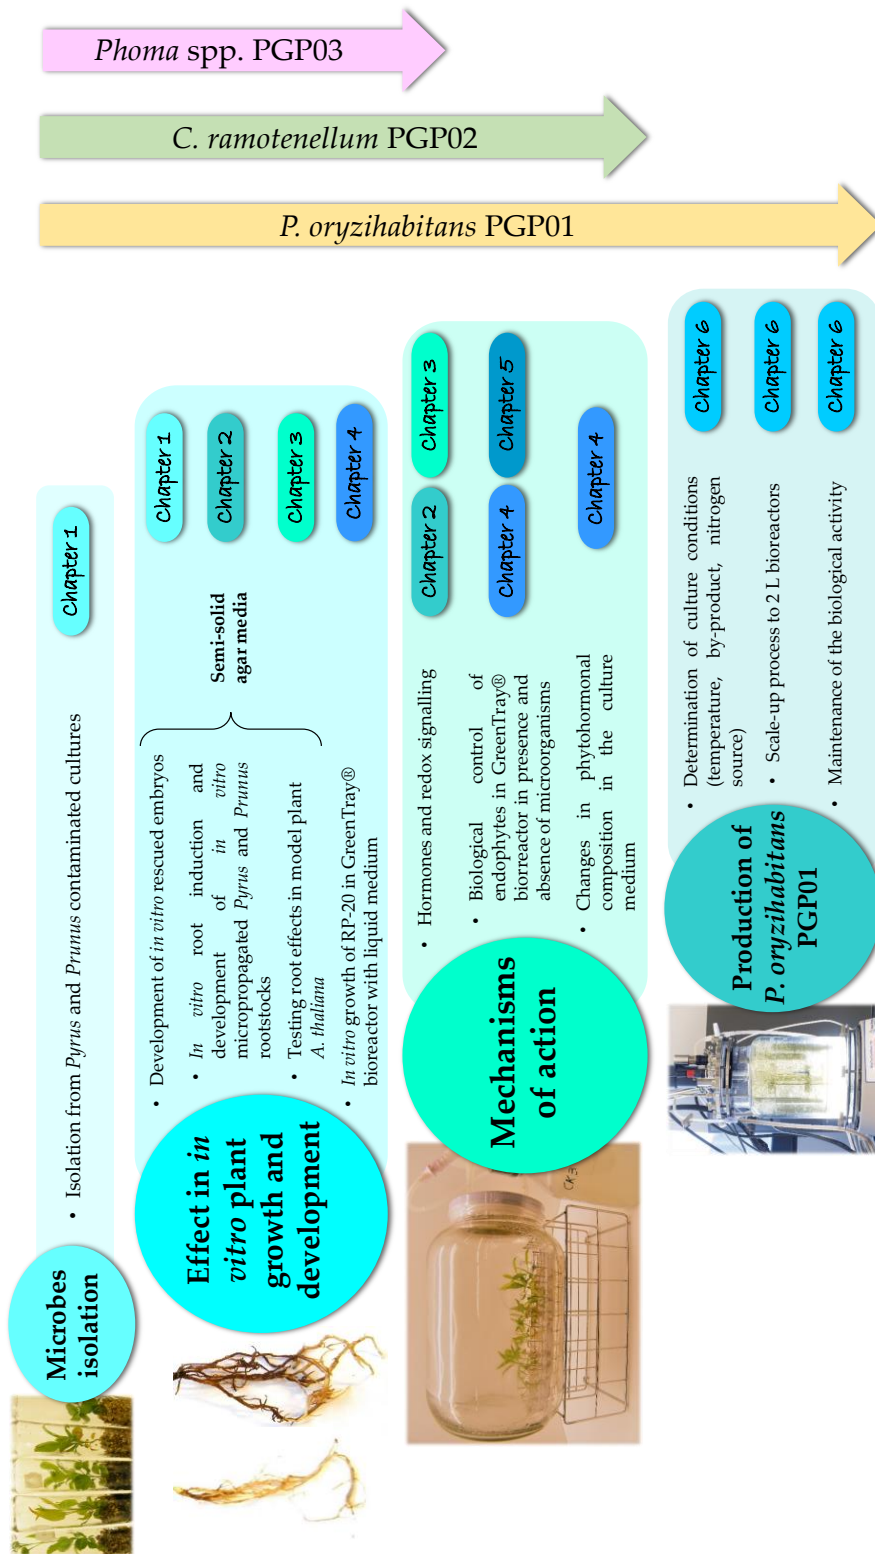 Phoma spp. PGP03
C. ramotenellum PGP02
P. oryzihabitans PGP01
Microbes
isolation
• Isolation from Pyrus and Prunus contaminated cultures
Chapter 1
Effect in in
vitro plant
growth and
development
• Development of in vitro rescued embryos
• In vitro root induction and
development of in vitro
micropropagated Pyrus and Prunus
rootstocks
• Testing root effects in model plant
A. thaliana
• In vitro growth of RP-20 in GreenTray®
bioreactor with liquid medium
Semi-solid
agar media
Chapter 1
Chapter 2
Chapter 3
Chapter 4
Mechanisms
of action
• Hormones and redox signalling
• Biological control of
endophytes in GreenTray®
biorreactor in presence and
absence of microorganisms
• Changes in phytohormonal
composition in the culture
medium
Chapter 2
Chapter 3
Chapter 4
Chapter 5
Chapter 4
CK3
Production of
P. oryzihabitans
PGP01
• Determination of culture conditions
(temperature, by-product, nitrogen
source)
• Scale-up process to 2 L bioreactors
• Maintenance of the biological activity
Chapter 6
Chapter 6
Chapter 6